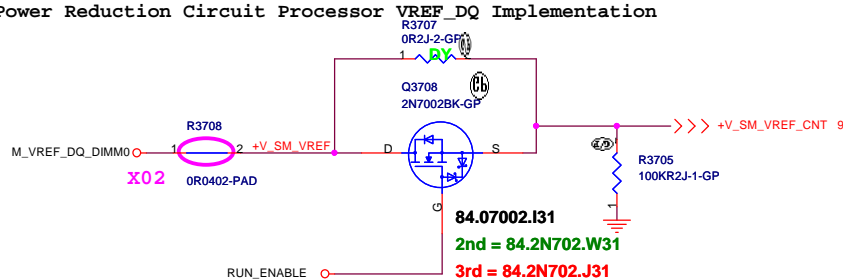 Power Reduction Circuit Processor VREF_DQ Implementation
R3707
0R2J-2-GP
1
DY
Q3708
2N7002BK-GP
R3708
M_VREF_DQ_DIMM0
1
2
+V_SM_VREF
D
S
+V_SM_VREF_CNT 9
X02
0R0402-PAD
R3705
100KR2J-1-GP
1
G
84.07002.I31
2nd = 84.2N702.W31
3rd = 84.2N702.J31
RUN_ENABLE